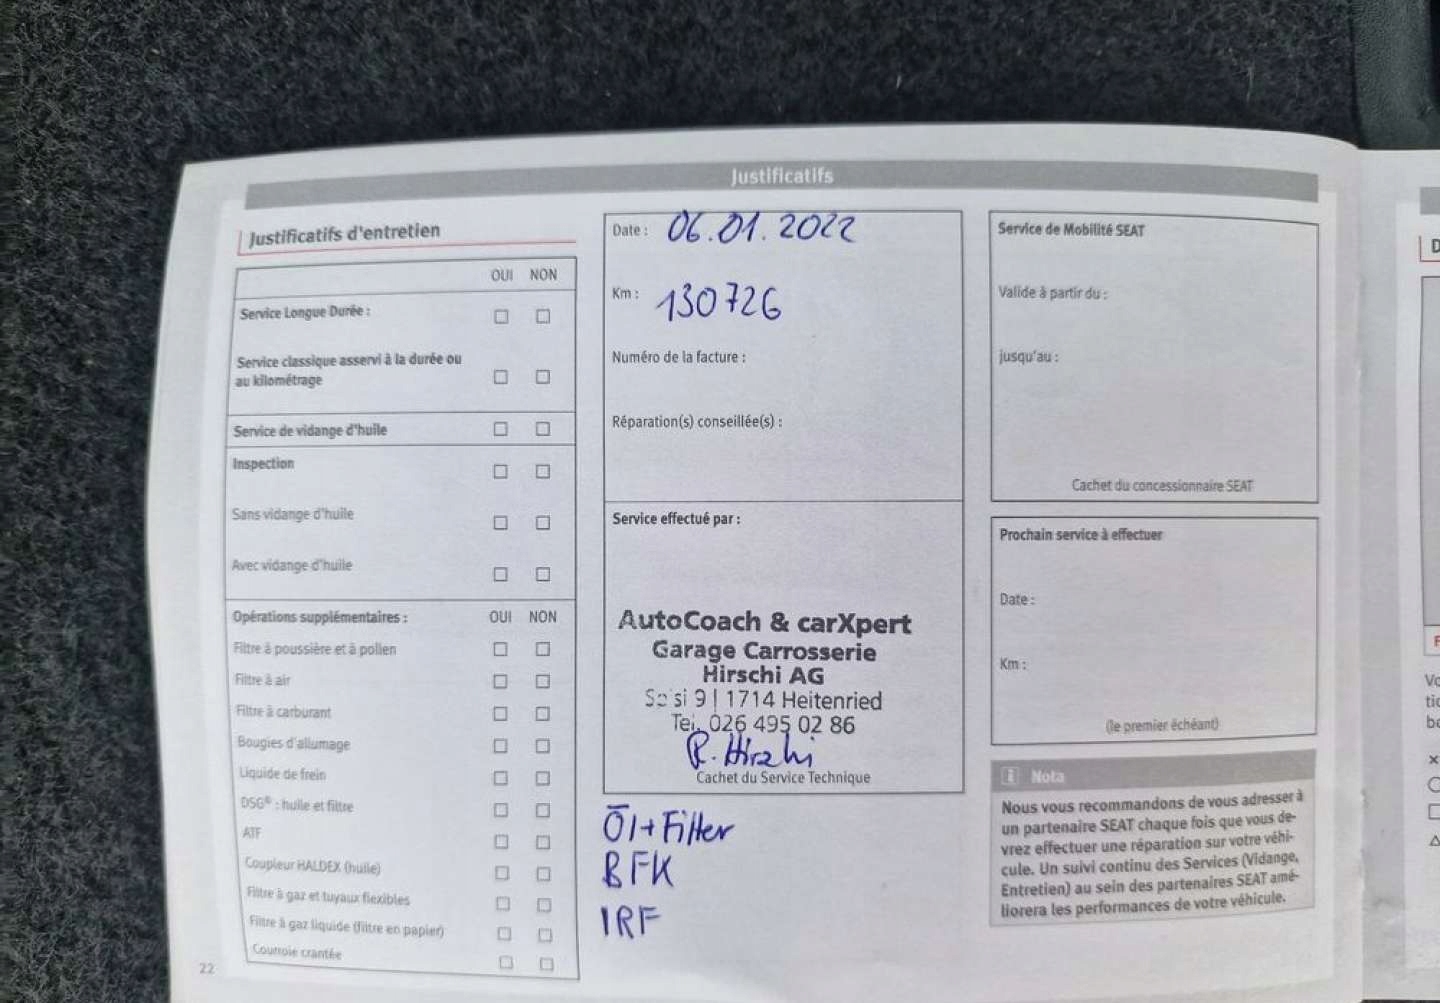 Justificatifs
Justificatifs d'entretien
OUI NON
Service Longue Durée :
Service classique asservi à la durée ou
au kilométrage
Service de vidange d'huile
Inspection
Sans vidange d'huile
Avec vidange d'huile
Opérations supplémentaires : OUI NON
Filtre à poussière et à pollen
Filtre à air
Filtre à carburant
Bougies d'allumage
Liquide de frein
DSG® : huile et filtre
ATF
Coupleur HALDEX (huile)
Filtre à gaz et tuyaux flexibles
Filtre à gaz liquide (filtre en papier)
Courroie crantée
22
Date : 06.01.2022
Km : 130726
Numéro de la facture :
Réparation(s) conseillée(s) :
Service effectué par :
AutoCoach & carXpert
Garage Carrosserie
Hirschi AG
9 | 1714 Heitenried
Tel. 026 495 02 86
R. Hirschi
Cachet du Service Technique
Öl + Filter
BFK
IRF
Service de Mobilité SEAT
Valide à partir du :
jusqu'au :
Cachet du concessionnaire SEAT
Prochain service à effectuer
Date :
Km :
(le premier échéant)
i Nota
Nous vous recommandons de vous adresser à
un partenaire SEAT chaque fois que vous de-
vrez effectuer une réparation sur votre véhi-
cule. Un suivi continu des Services (Vidange,
Entretien) au sein des partenaires SEAT amé-
liorera les performances de votre véhicule.